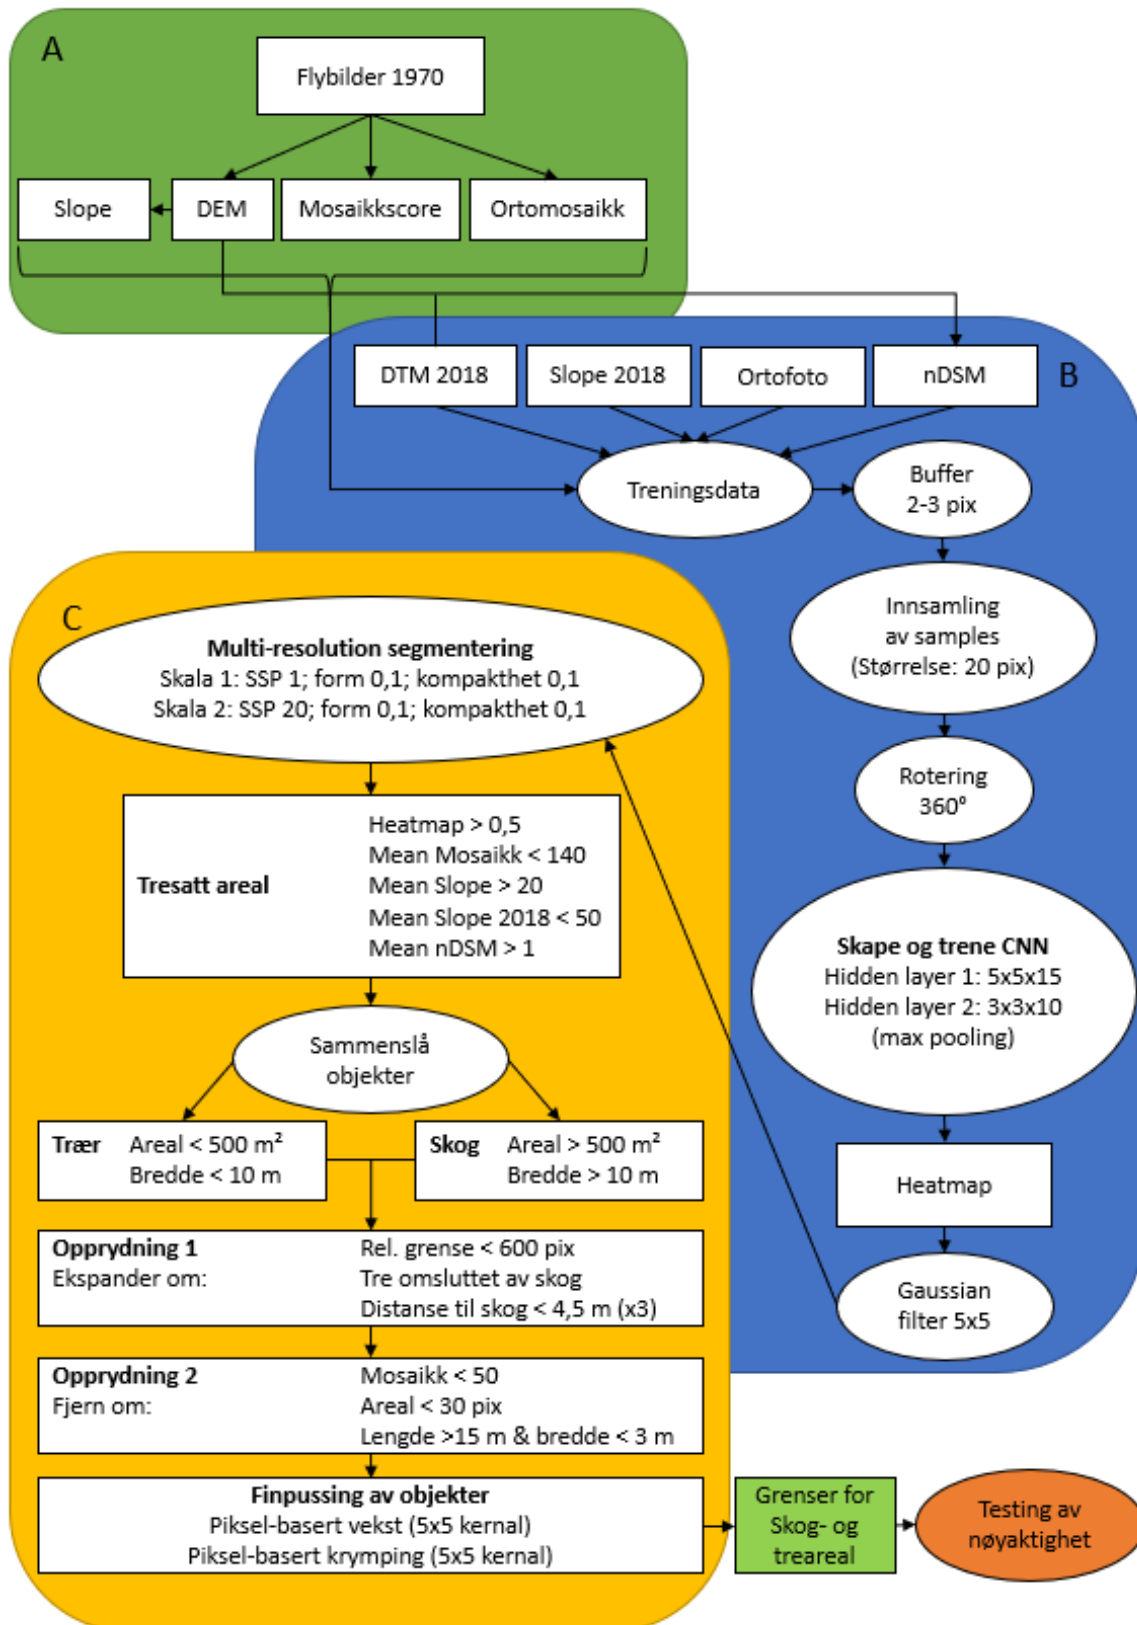 A
Flybilder 1970
Slope
DEM
Mosaikkscore
Ortomosaikk
B
DTM 2018
Slope 2018
Ortofoto
nDSM
Treningsdata
Buffer
2-3 pix
Innsamling
av samples
(Størrelse: 20 pix)
Rotering
360⁰
Skape og trene CNN
Hidden layer 1: 5x5x15
Hidden layer 2: 3x3x10
(max pooling)
Heatmap
Gaussian
filter 5x5
C
Multi-resolution segmentering
Skala 1: SSP 1; form 0,1; kompakthet 0,1
Skala 2: SSP 20; form 0,1; kompakthet 0,1
Tresatt areal
Heatmap > 0,5
Mean Mosaikk < 140
Mean Slope > 20
Mean Slope 2018 < 50
Mean nDSM > 1
Sammenslå
objekter
Trær Areal < 500 m²
Bredde < 10 m
Skog Areal > 500 m²
Bredde > 10 m
Opprydning 1 Rel. grense < 600 pix
Ekspander om: Tre omsluttet av skog
Distanse til skog < 4,5 m (x3)
Opprydning 2 Mosaikk < 50
Fjern om: Areal < 30 pix
Lengde >15 m & bredde < 3 m
Finpussing av objekter
Piksel-basert vekst (5x5 kernal)
Piksel-basert krymping (5x5 kernal)
Grenser for
Skog- og
treareal
Testing av
nøyaktighet